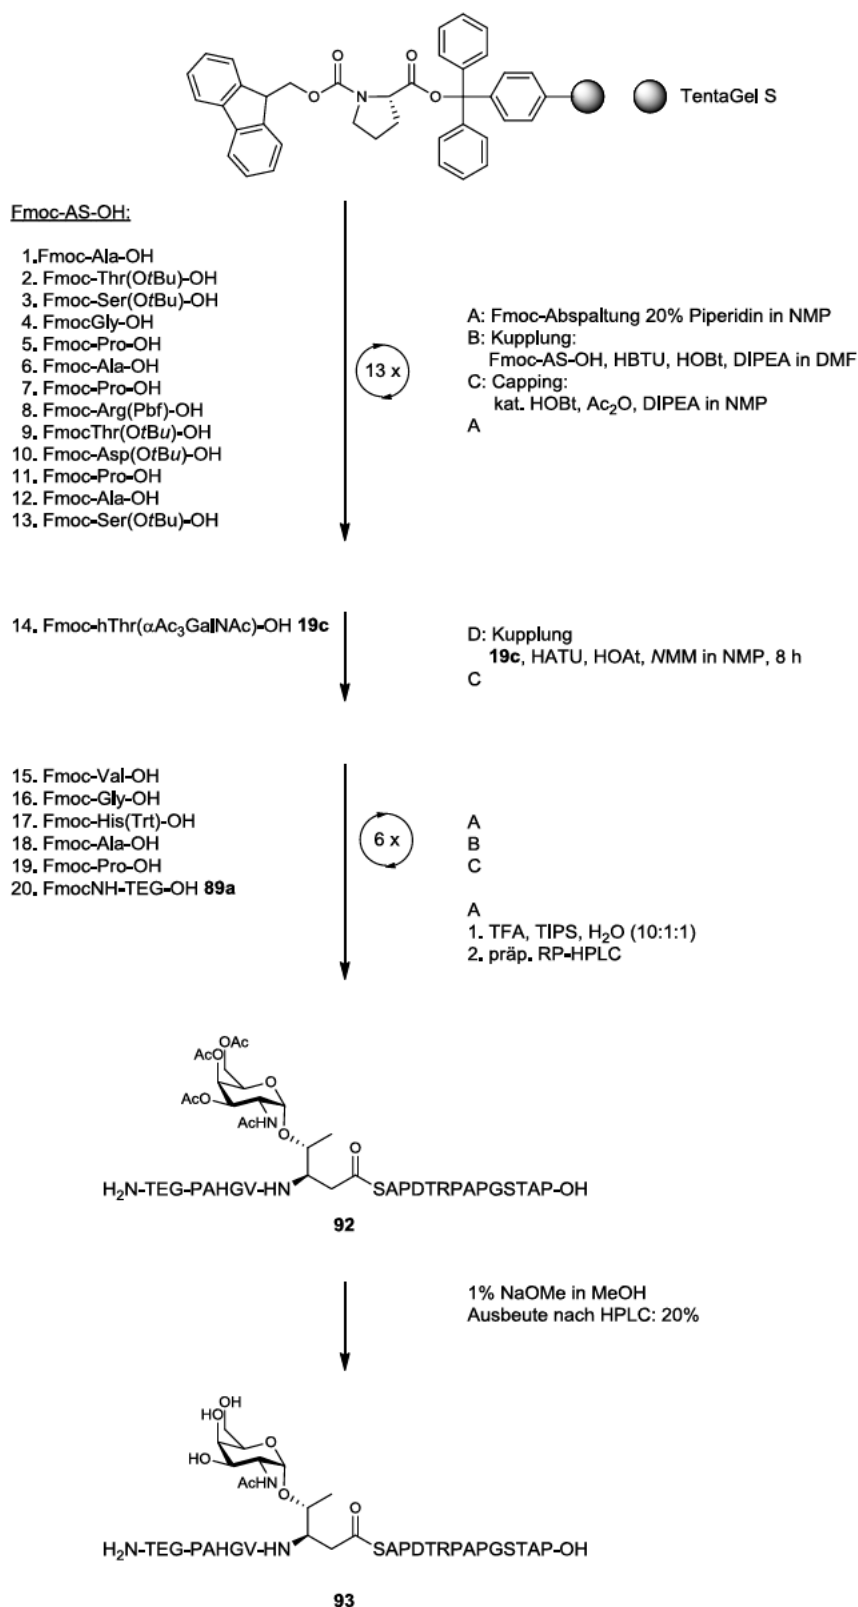 O
O
O
N
O
TentaGel S
Fmoc-AS-OH:
1.Fmoc-Ala-OH
2. Fmoc-Thr(OtBu)-OH
3. Fmoc-Ser(OtBu)-OH
4. FmocGly-OH
5. Fmoc-Pro-OH
6. Fmoc-Ala-OH
7. Fmoc-Pro-OH
8. Fmoc-Arg(Pbf)-OH
9. FmocThr(OtBu)-OH
10. Fmoc-Asp(OtBu)-OH
11. Fmoc-Pro-OH
12. Fmoc-Ala-OH
13. Fmoc-Ser(OtBu)-OH
13 x
A: Fmoc-Abspaltung 20% Piperidin in NMP
B: Kupplung:
Fmoc-AS-OH, HBTU, HOBt, DIPEA in DMF
C: Capping:
kat. HOBt, Ac₂O, DIPEA in NMP
A
14. Fmoc-hThr(αAc₃GalNAc)-OH 19c
D: Kupplung
19c, HATU, HOAt, NMM in NMP, 8 h
C
15. Fmoc-Val-OH
16. Fmoc-Gly-OH
17. Fmoc-His(Trt)-OH
18. Fmoc-Ala-OH
19. Fmoc-Pro-OH
20. FmocNH-TEG-OH 89a
6 x
A
B
C
A
1. TFA, TIPS, H₂O (10:1:1)
2. präp. RP-HPLC
OAc
AcO
O
AcO
AcHN
O
O
H₂N-TEG-PAHGV-HN
SAPDTRPAPGSTAP-OH
92
1% NaOMe in MeOH
Ausbeute nach HPLC: 20%
OH
HO
O
HO
AcHN
O
O
H₂N-TEG-PAHGV-HN
SAPDTRPAPGSTAP-OH
93